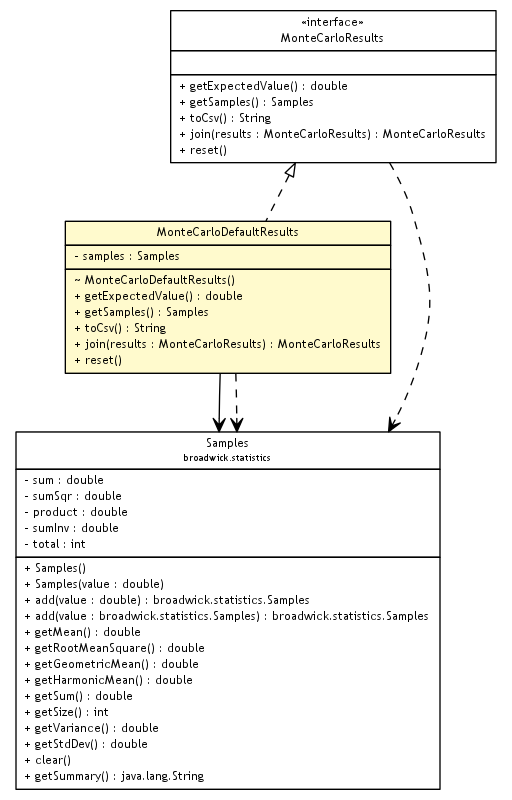 «interface»
MonteCarloResults
+ getExpectedValue() : double
+ getSamples() : Samples
+ toCsv() : String
+ join(results : MonteCarloResults) : MonteCarloResults
+ reset()
MonteCarloDefaultResults
- samples : Samples
~ MonteCarloDefaultResults()
+ getExpectedValue() : double
+ getSamples() : Samples
+ toCsv() : String
+ join(results : MonteCarloResults) : MonteCarloResults
+ reset()
Samples
broadwick.statistics
- sum : double
- sumSqr : double
- product : double
- sumInv : double
- total : int
+ Samples()
+ Samples(value : double)
+ add(value : double) : broadwick.statistics.Samples
+ add(value : broadwick.statistics.Samples) : broadwick.statistics.Samples
+ getMean() : double
+ getRootMeanSquare() : double
+ getGeometricMean() : double
+ getHarmonicMean() : double
+ getSum() : double
+ getSize() : int
+ getVariance() : double
+ getStdDev() : double
+ clear()
+ getSummary() : java.lang.String